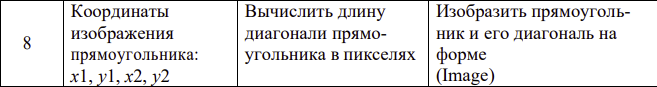 8
Координаты
изображения
прямоугольника:
x1, y1, x2, y2
Вычислить длину
диагонали прямо-
угольника в пикселях
Изобразить прямоуголь-
ник и его диагональ на
форме
(Image)